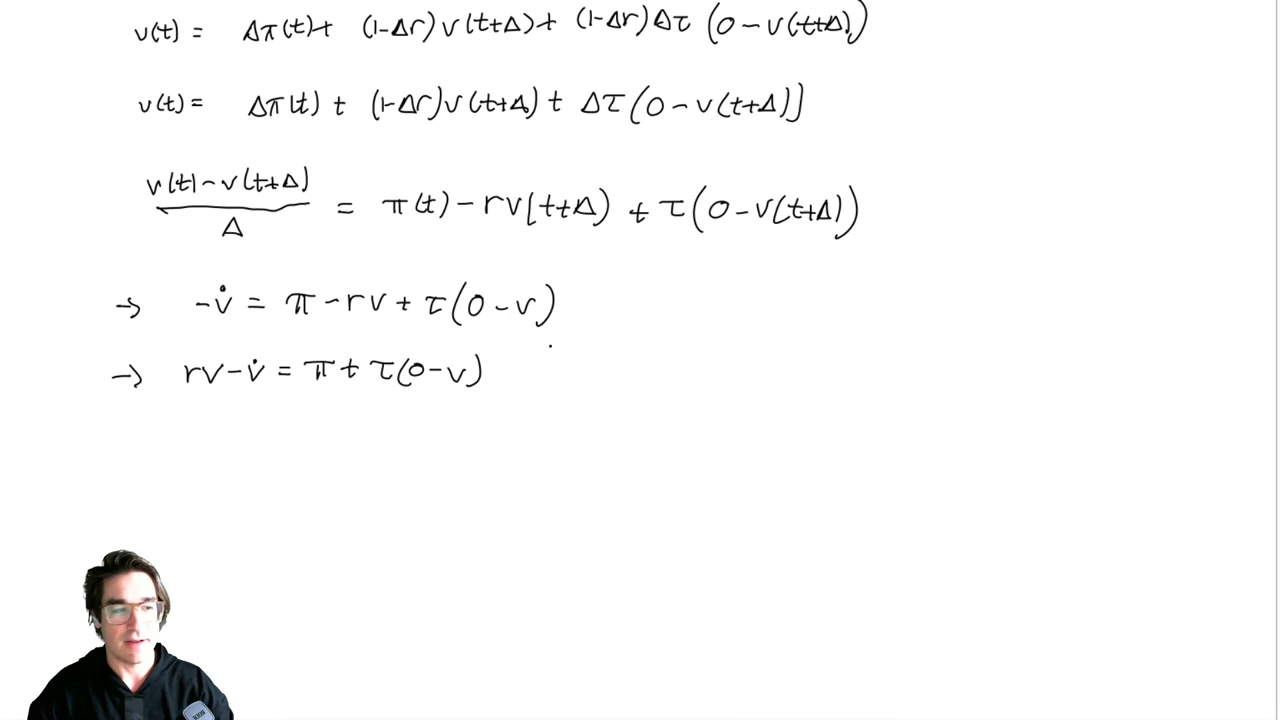 v(t) = Δπ(t)+ (1-Δr)v(t+Δ)+ (1-Δr)Δτ(0-v(t+Δ))
v(t) = Δπ(t) + (1-Δr)v(t+Δ) + Δτ(0-v(t+Δ))
v(t)-v(t+Δ)
Δ
= π(t) - rv(t+Δ) + τ(0-v(t+Δ))
→ -v̇ = π - rv + τ(0-v)
→ rv - v̇ = π + τ(0-v)